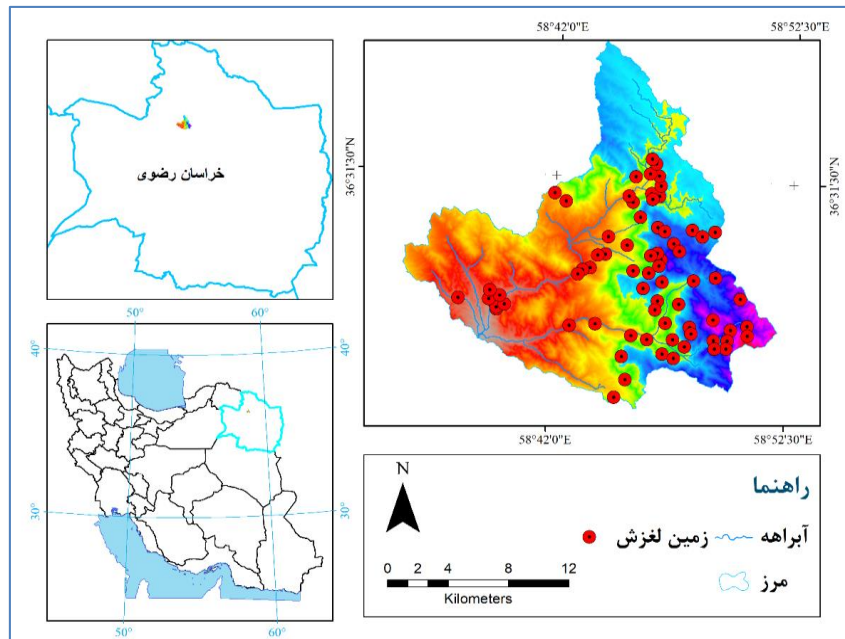 خراسان رضوی
50°
60°
40°
40°
30°
30°
50°
60°
58°42'0"E
58°52'30"E
36°31'30"N
36°31'30"N
58°42'0"E
58°52'30"E
N
0 2 4 8 12
Kilometers
راهنما
آبراهه
زمین لغزش
مرز